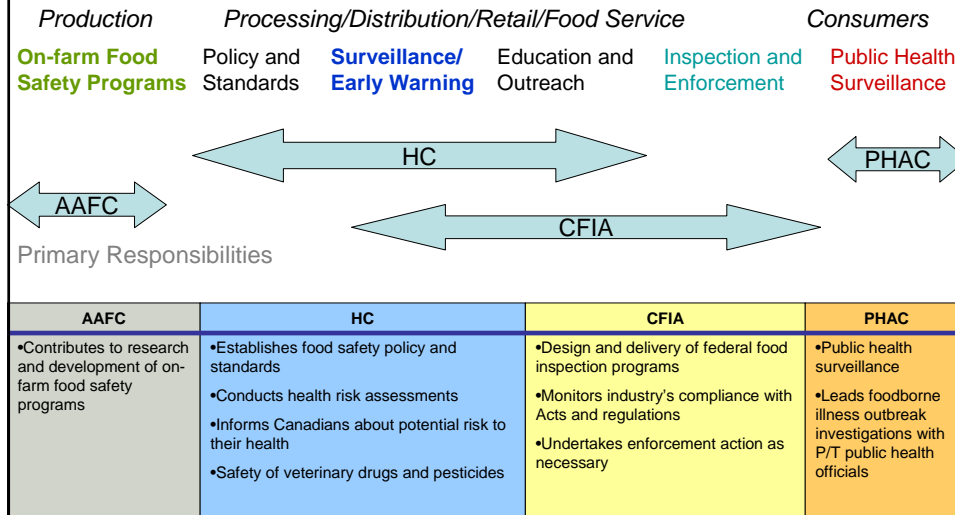 Production Processing/Distribution/Retail/Food Service Consumers
On-farm Food Policy and Surveillance/ Education and Inspection and Public Health
Safety Programs Standards Early Warning Outreach Enforcement Surveillance
HC
PHAC
AAFC
CFIA
Primary Responsibilities
AAFC
•Contributes to research
and development of on-
farm food safety
programs
HC
•Establishes food safety policy and
standards
•Conducts health risk assessments
•Informs Canadians about potential risk to
their health
•Safety of veterinary drugs and pesticides
CFIA
•Design and delivery of federal food
inspection programs
•Monitors industry's compliance with
Acts and regulations
•Undertakes enforcement action as
necessary
PHAC
•Public health
surveillance
•Leads foodborne
illness outbreak
investigations with
P/T public health
officials